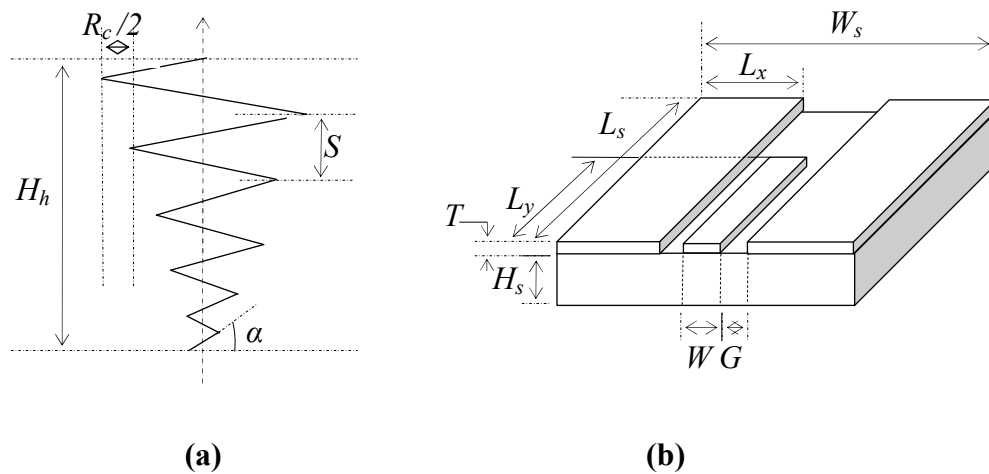 R_c /2
S
H_h
α
(a)
W_s
L_x
L_s
L_y
T
H_s
W G
(b)